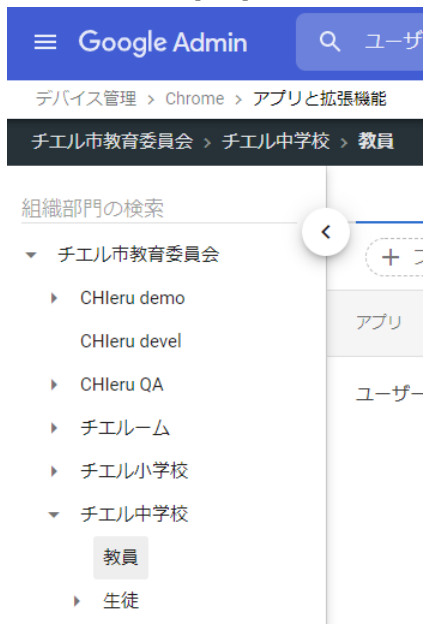 Google Admin
ユーザ
デバイス管理 > Chrome > アプリと拡張機能
チエル市教育委員会 > チエル中学校 > 教員
組織部門の検索
チエル市教育委員会
CHIeru demo
アプリ
CHIeru devel
CHIeru QA
ユーザー
チエルーム
チエル小学校
チエル中学校
教員
生徒